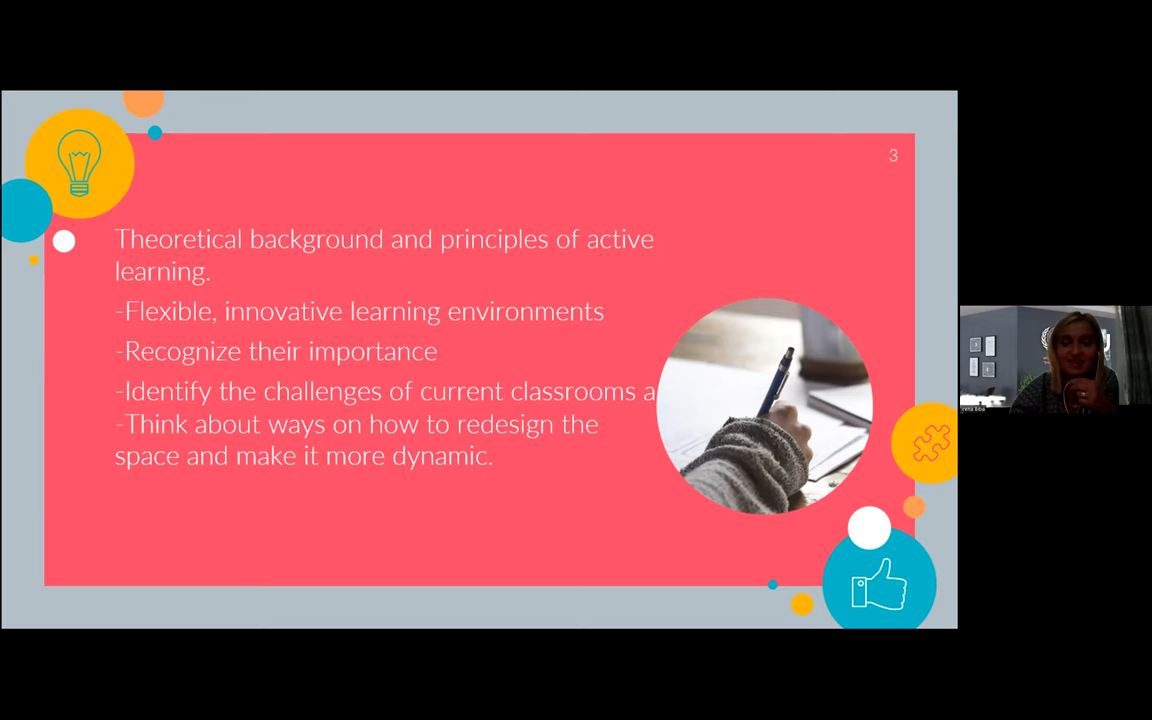 3
Theoretical background and principles of active
learning.
-Flexible, innovative learning environments
-Recognize their importance
-Identify the challenges of current classrooms a
-Think about ways on how to redesign the
space and make it more dynamic.